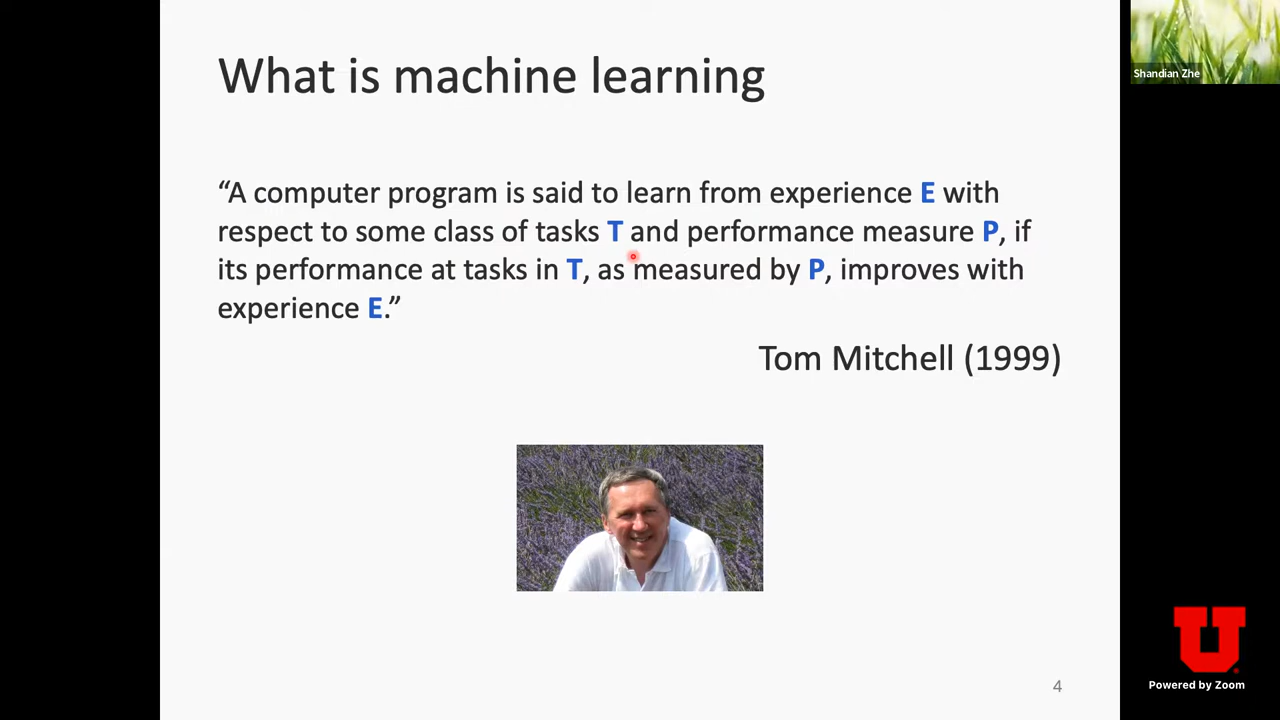 What is machine learning
“A computer program is said to learn from experience E with
respect to some class of tasks T and performance measure P, if
its performance at tasks in T, as measured by P, improves with
experience E.”
Tom Mitchell (1999)
4
Shandian Zhe
U
Powered by Zoom